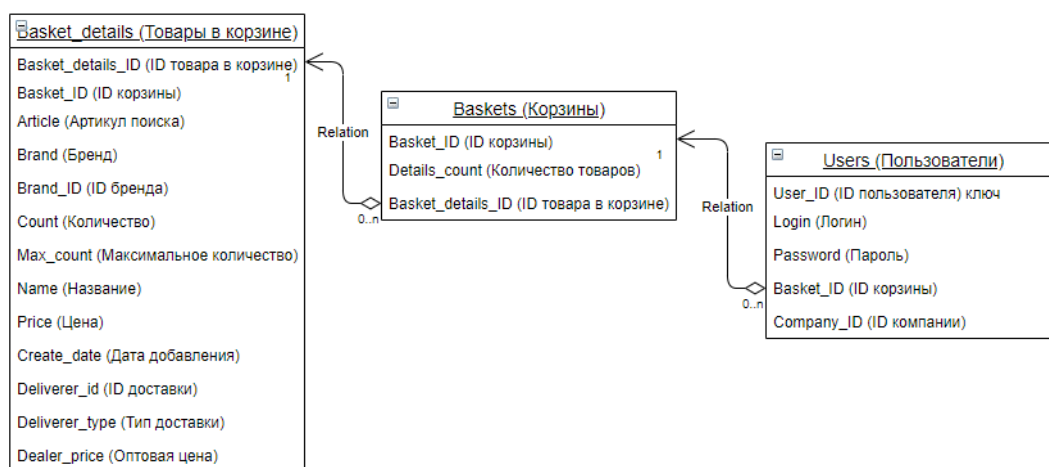 Basket_details (Товары в корзине)
Basket_details_ID (ID товара в корзине)
1
Basket_ID (ID корзины)
Article (Артикул поиска)
Brand (Бренд)
Brand_ID (ID бренда)
Count (Количество)
Max_count (Максимальное количество)
Name (Название)
Price (Цена)
Create_date (Дата добавления)
Deliverer_id (ID доставки)
Deliverer_type (Тип доставки)
Dealer_price (Оптовая цена)
Relation
0..n
Baskets (Корзины)
Basket_ID (ID корзины)
1
Details_count (Количество товаров)
Basket_details_ID (ID товара в корзине)
Relation
0..n
Users (Пользователи)
User_ID (ID пользователя) ключ
Login (Логин)
Password (Пароль)
Basket_ID (ID корзины)
Company_ID (ID компании)